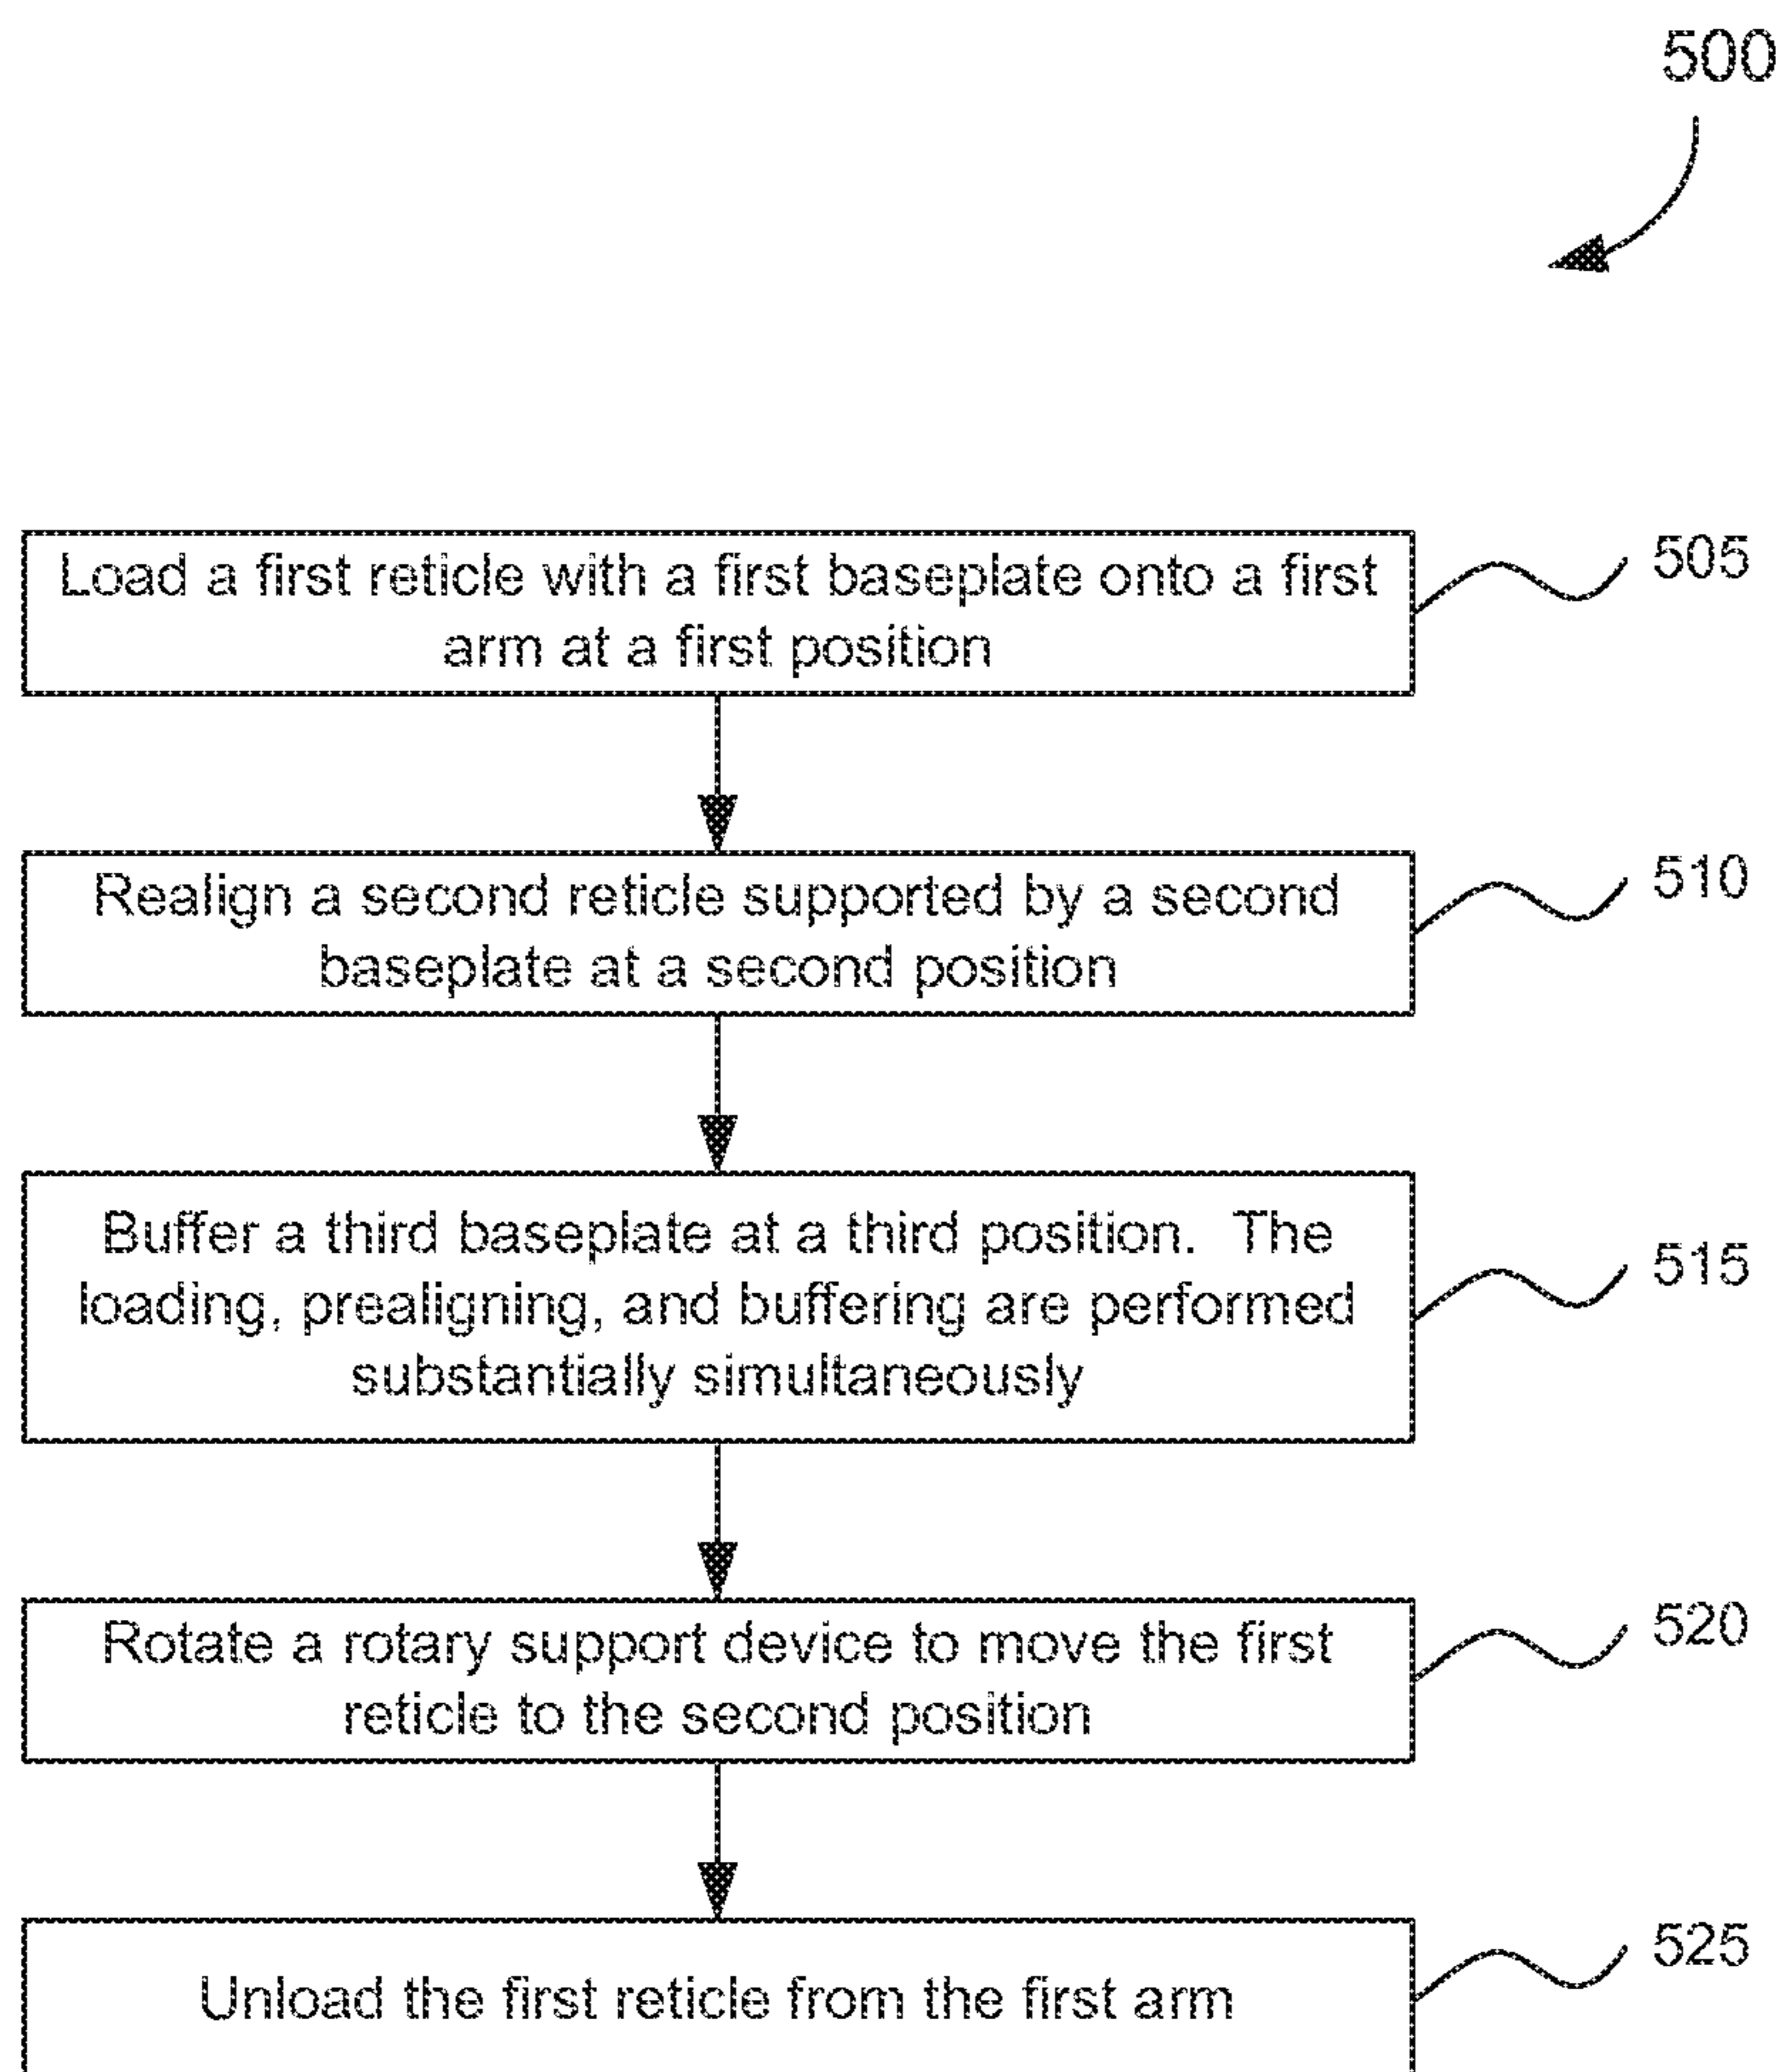 500
Load a first reticle with a first baseplate onto a first
arm at a first position
505
Realign a second reticle supported by a second
baseplate at a second position
510
Buffer a third baseplate at a third position. The
loading, prealigning, and buffering are performed
substantially simultaneously
515
Rotate a rotary support device to move the first
reticle to the second position
520
Unload the first reticle from the first arm
525